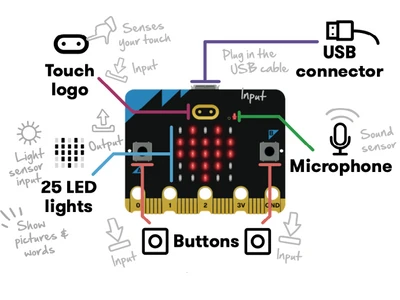 Senses
your touch
Touch
logo
Input
Plug in the
USB cable
USB
connector
Input
Light
sensor
input
Output
Sound
sensor
Microphone
25 LED
lights
Show
pictures &
words
0
1
2
3V
GND
Input
Buttons
Input